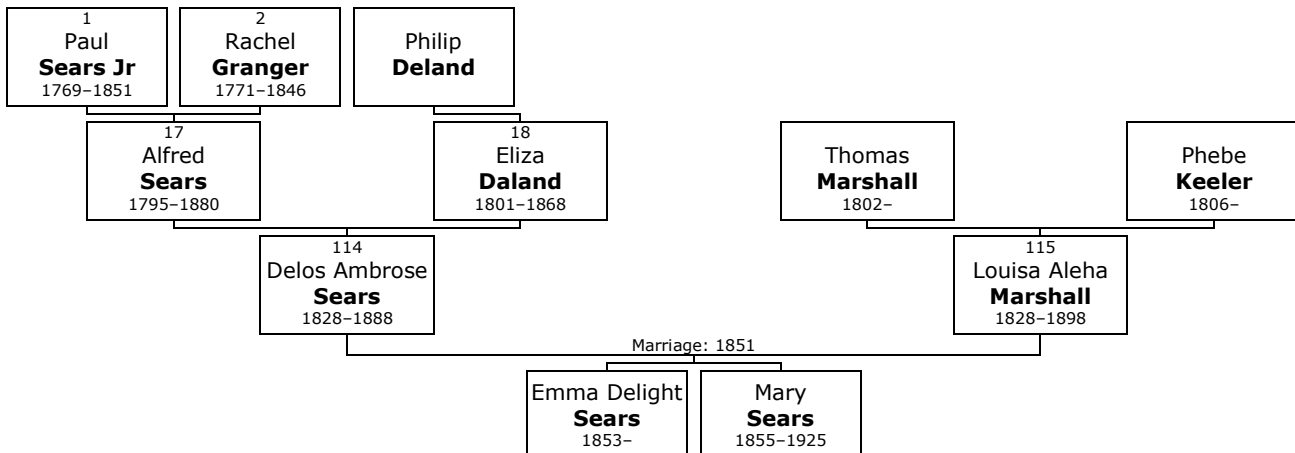 1
Paul
Sears Jr
1769–1851
2
Rachel
Granger
1771–1846
Philip
Deland
17
Alfred
Sears
1795–1880
18
Eliza
Daland
1801–1868
Thomas
Marshall
1802–
Phebe
Keeler
1806–
114
Delos Ambrose
Sears
1828–1888
115
Louisa Aleha
Marshall
1828–1898
Marriage: 1851
Emma Delight
Sears
1853–
Mary
Sears
1855–1925